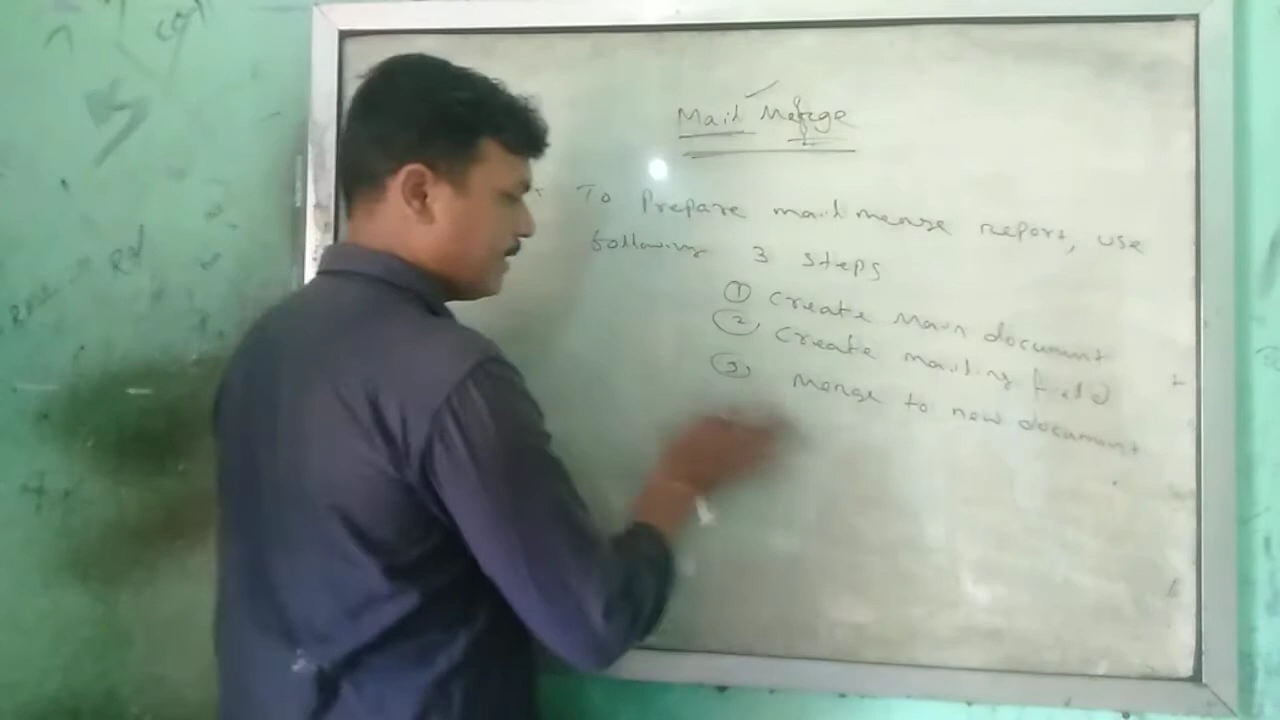 Mail Merge
* To Prepare mail merge report, use
following 3 steps
① Create Main document
② Create mailing field
③ Merge to new document